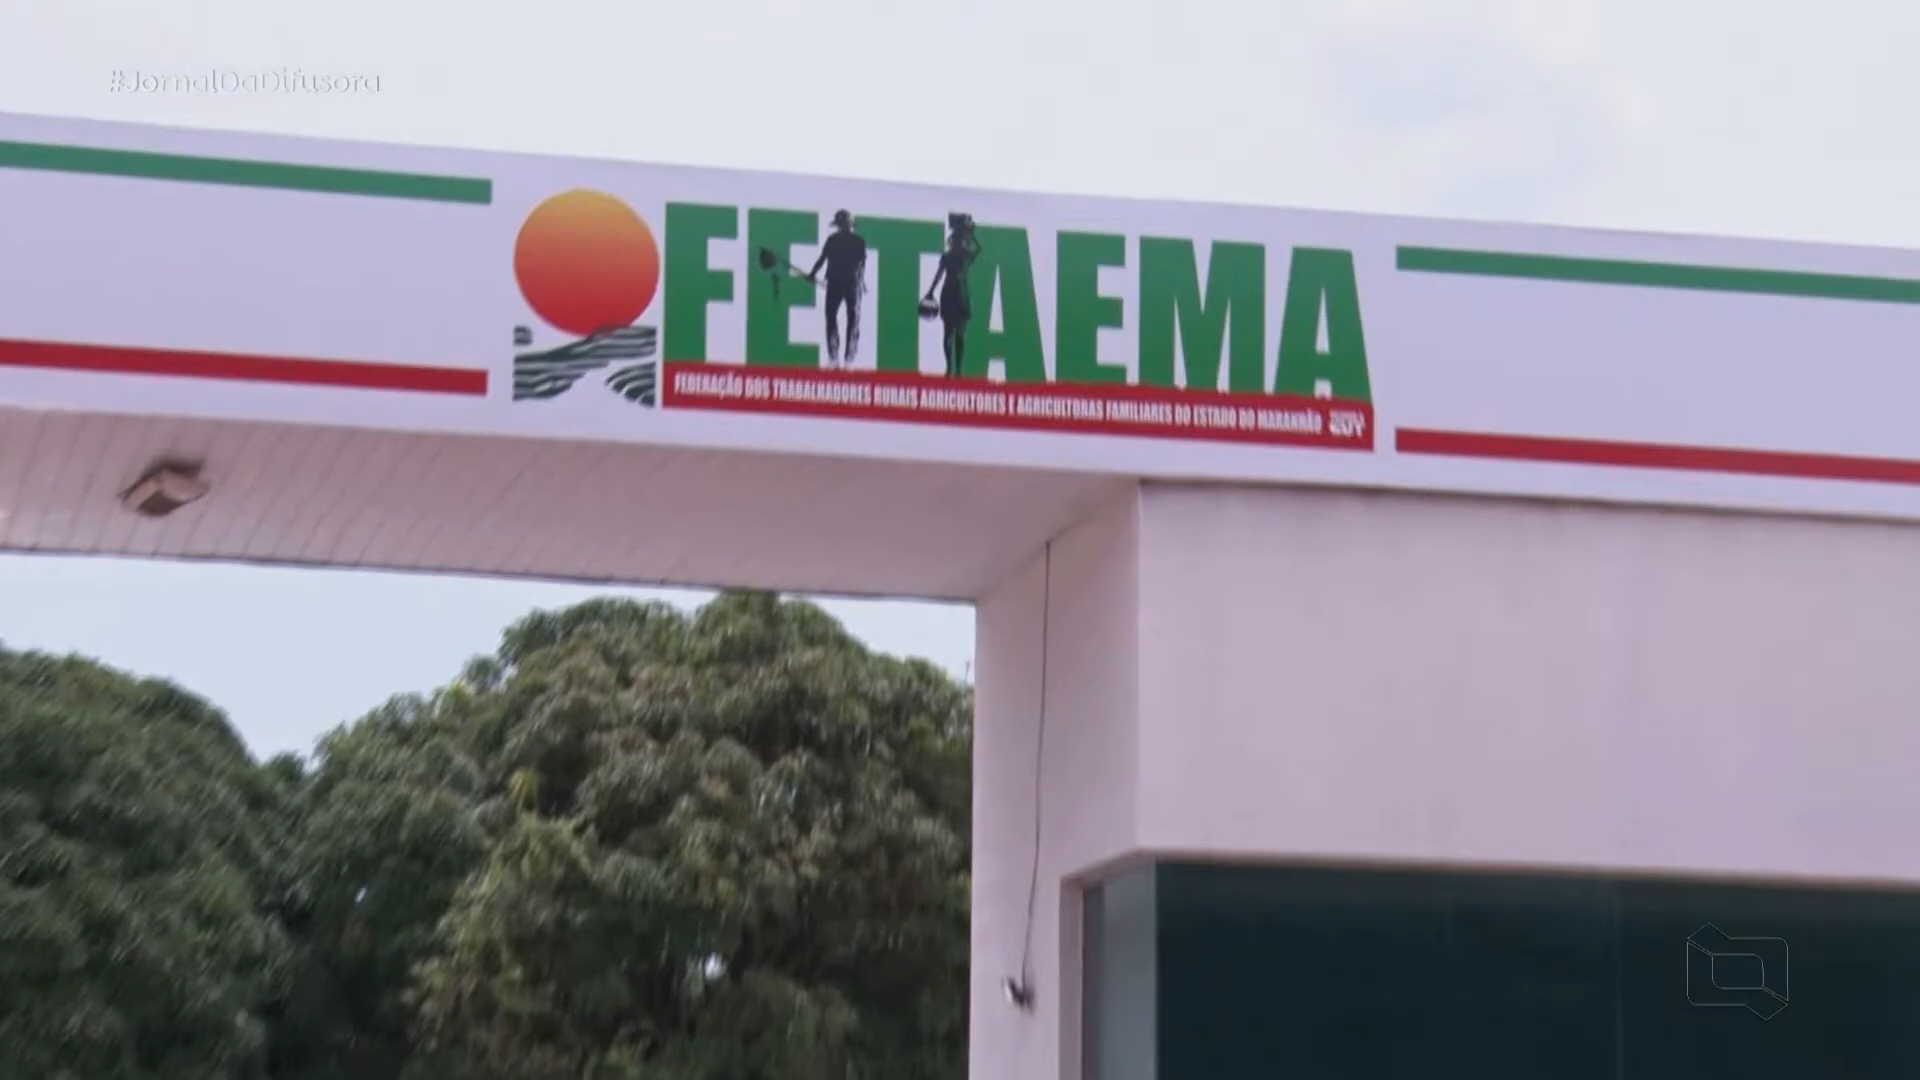 #JornalDaDifusora
FETAEMA
FEDERAÇÃO DOS TRABALHADORES RURAIS AGRICULTORES E AGRICULTORAS FAMILIARES DO ESTADO DO MARANHÃO